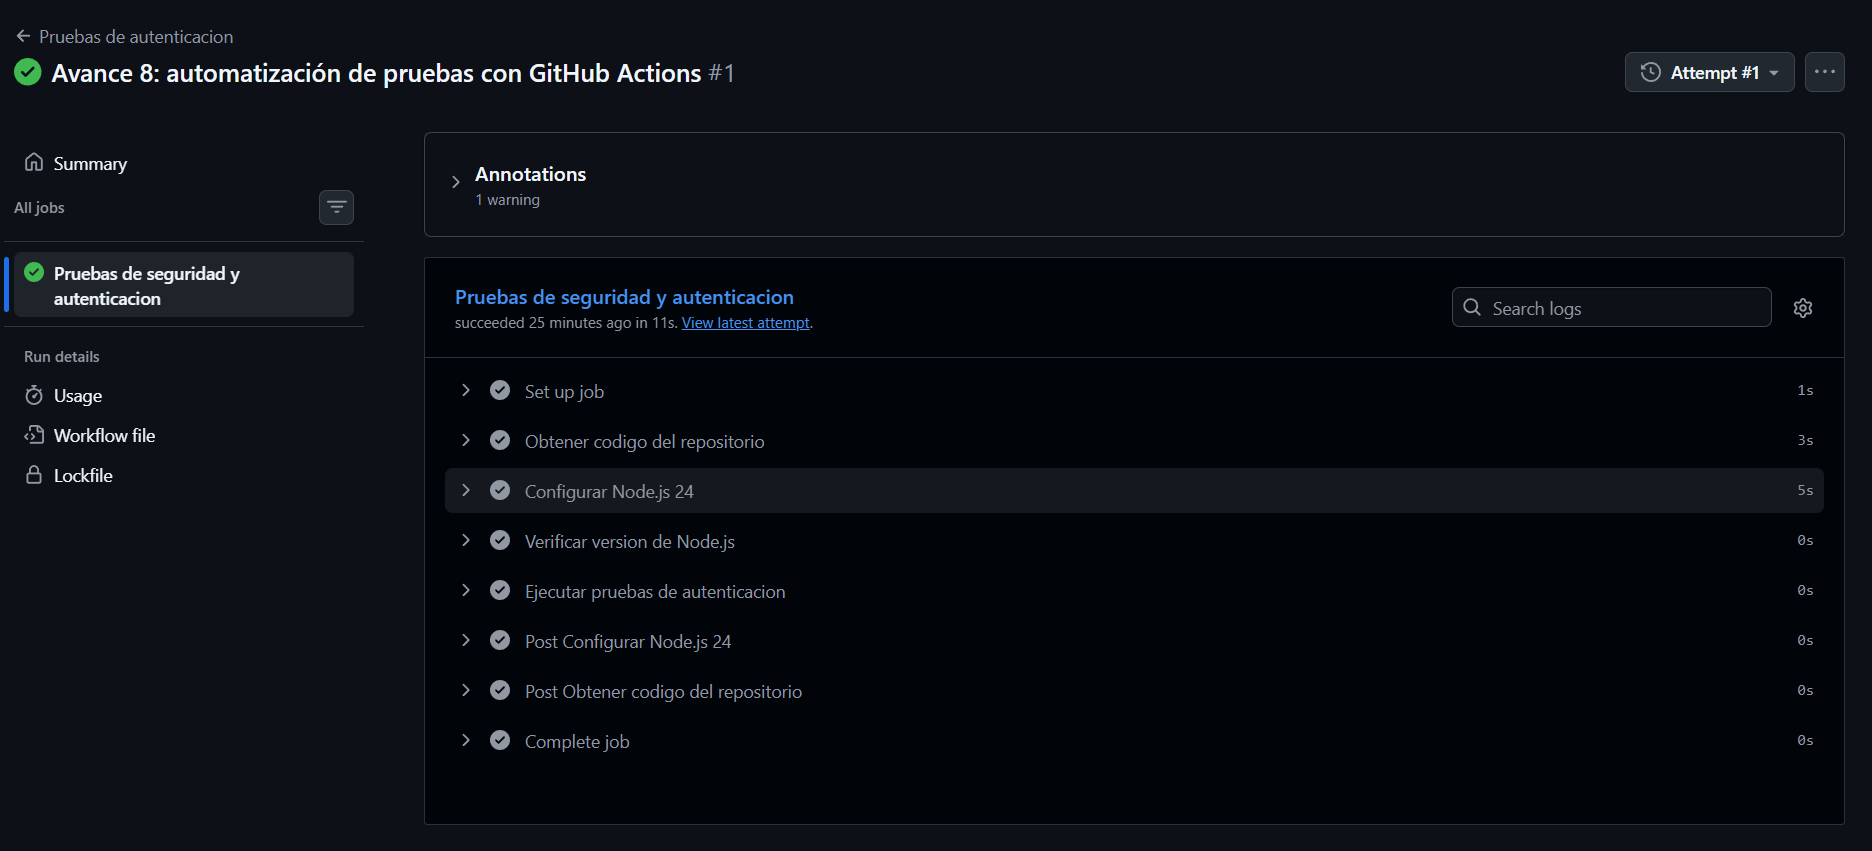 Pruebas de autenticacion
Avance 8: automatización de pruebas con GitHub Actions #1
Attempt #1
Summary
All jobs
Pruebas de seguridad y
autenticacion
Run details
Usage
Workflow file
Lockfile
Annotations
1 warning
Pruebas de seguridad y autenticacion
succeeded 25 minutes ago in 11s. View latest attempt.
Search logs
Set up job 1s
Obtener codigo del repositorio 3s
Configurar Node.js 24 5s
Verificar version de Node.js 0s
Ejecutar pruebas de autenticacion 0s
Post Configurar Node.js 24 0s
Post Obtener codigo del repositorio 0s
Complete job 0s